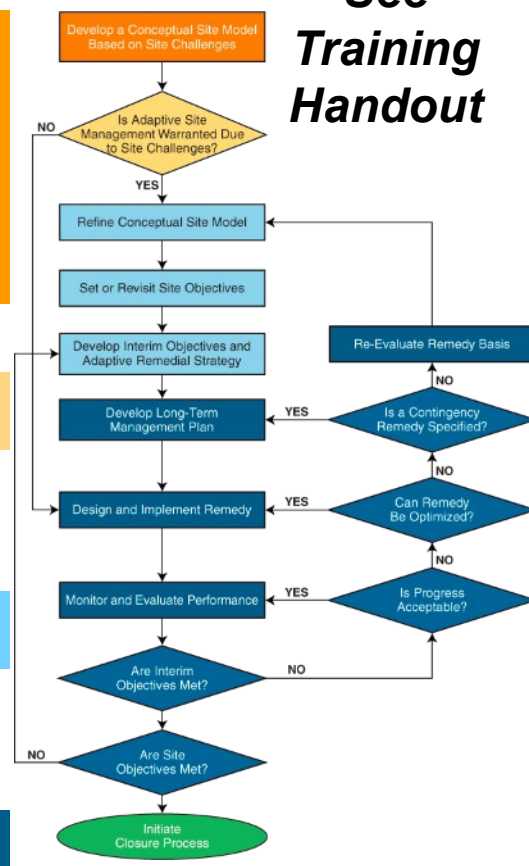 See
Training
Handout
Develop a Conceptual Site Model
Based on Site Challenges
Is Adaptive Site
Management Warranted Due
to Site Challenges?
NO
YES
Refine Conceptual Site Model
Set or Revisit Site Objectives
Develop Interim Objectives and
Adaptive Remedial Strategy
Re-Evaluate Remedy Basis
NO
Develop Long-Term
Management Plan
YES
Is a Contingency
Remedy Specified?
NO
Design and Implement Remedy
YES
Can Remedy
Be Optimized?
NO
Monitor and Evaluate Performance
YES
Is Progress
Acceptable?
Are Interim
Objectives Met?
NO
NO
Are Site
Objectives Met?
Initiate
Closure Process